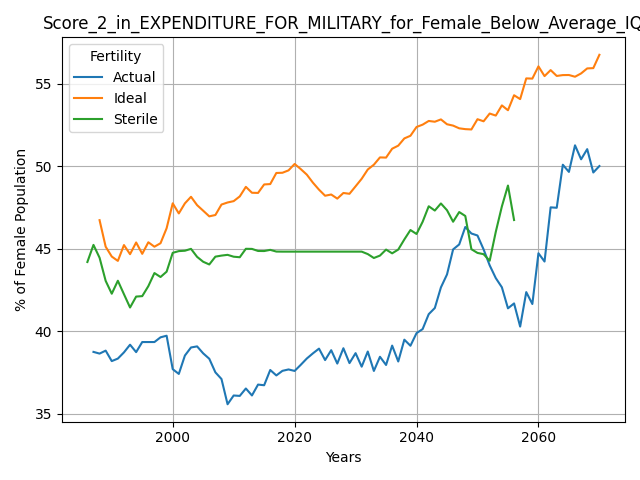 Score_2_in_EXPENDITURE_FOR_MILITARY_for_Female_Below_Average_IQ
Fertility
Actual
Ideal
Sterile
% of Female Population
55
50
45
40
35
2000
2020
2040
2060
Years